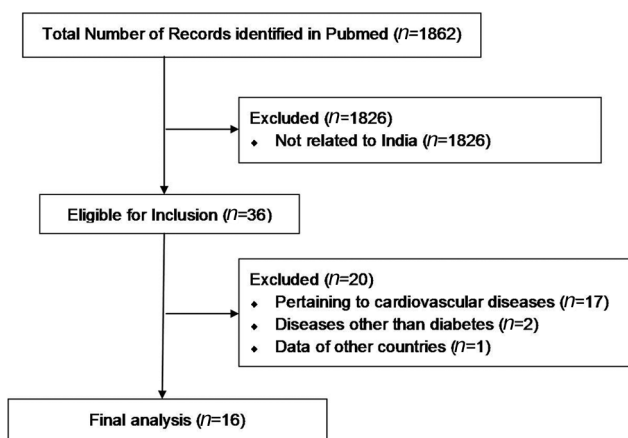 Total Number of Records identified in Pubmed (n=1862)
Excluded (n=1826)
⬥ Not related to India (n=1826)
Eligible for Inclusion (n=36)
Excluded (n=20)
⬥ Pertaining to cardiovascular diseases (n=17)
⬥ Diseases other than diabetes (n=2)
⬥ Data of other countries (n=1)
Final analysis (n=16)